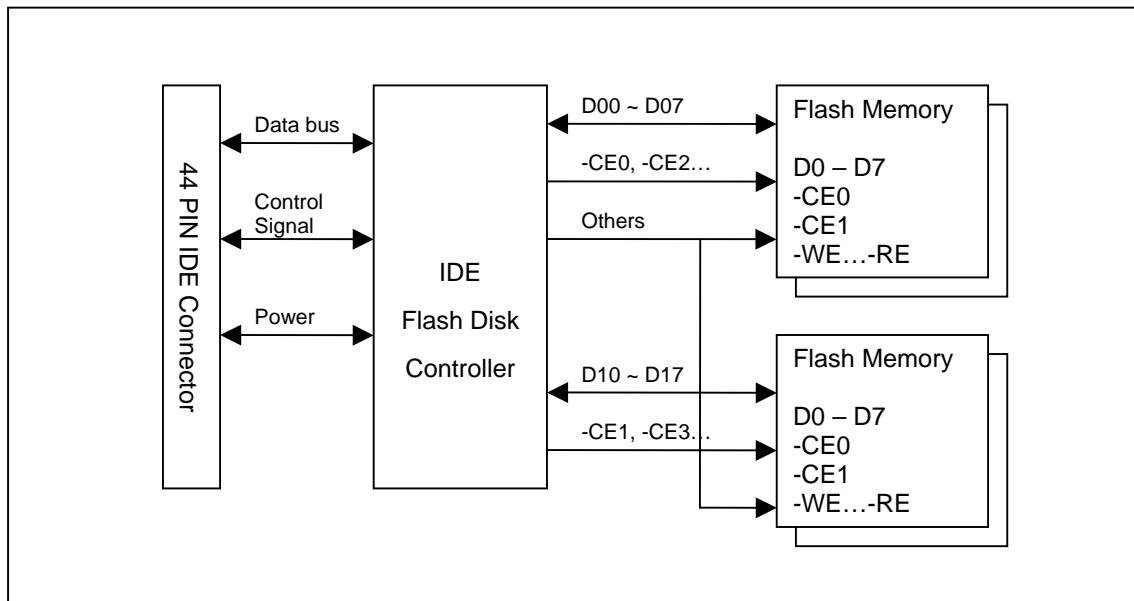 44 PIN IDE Connector
Data bus
Control
Signal
Power
IDE
Flash Disk
Controller
D00 ~ D07
-CE0, -CE2…
Others
D10 ~ D17
-CE1, -CE3…
Flash Memory
D0 – D7
-CE0
-CE1
-WE…-RE
Flash Memory
D0 – D7
-CE0
-CE1
-WE…-RE